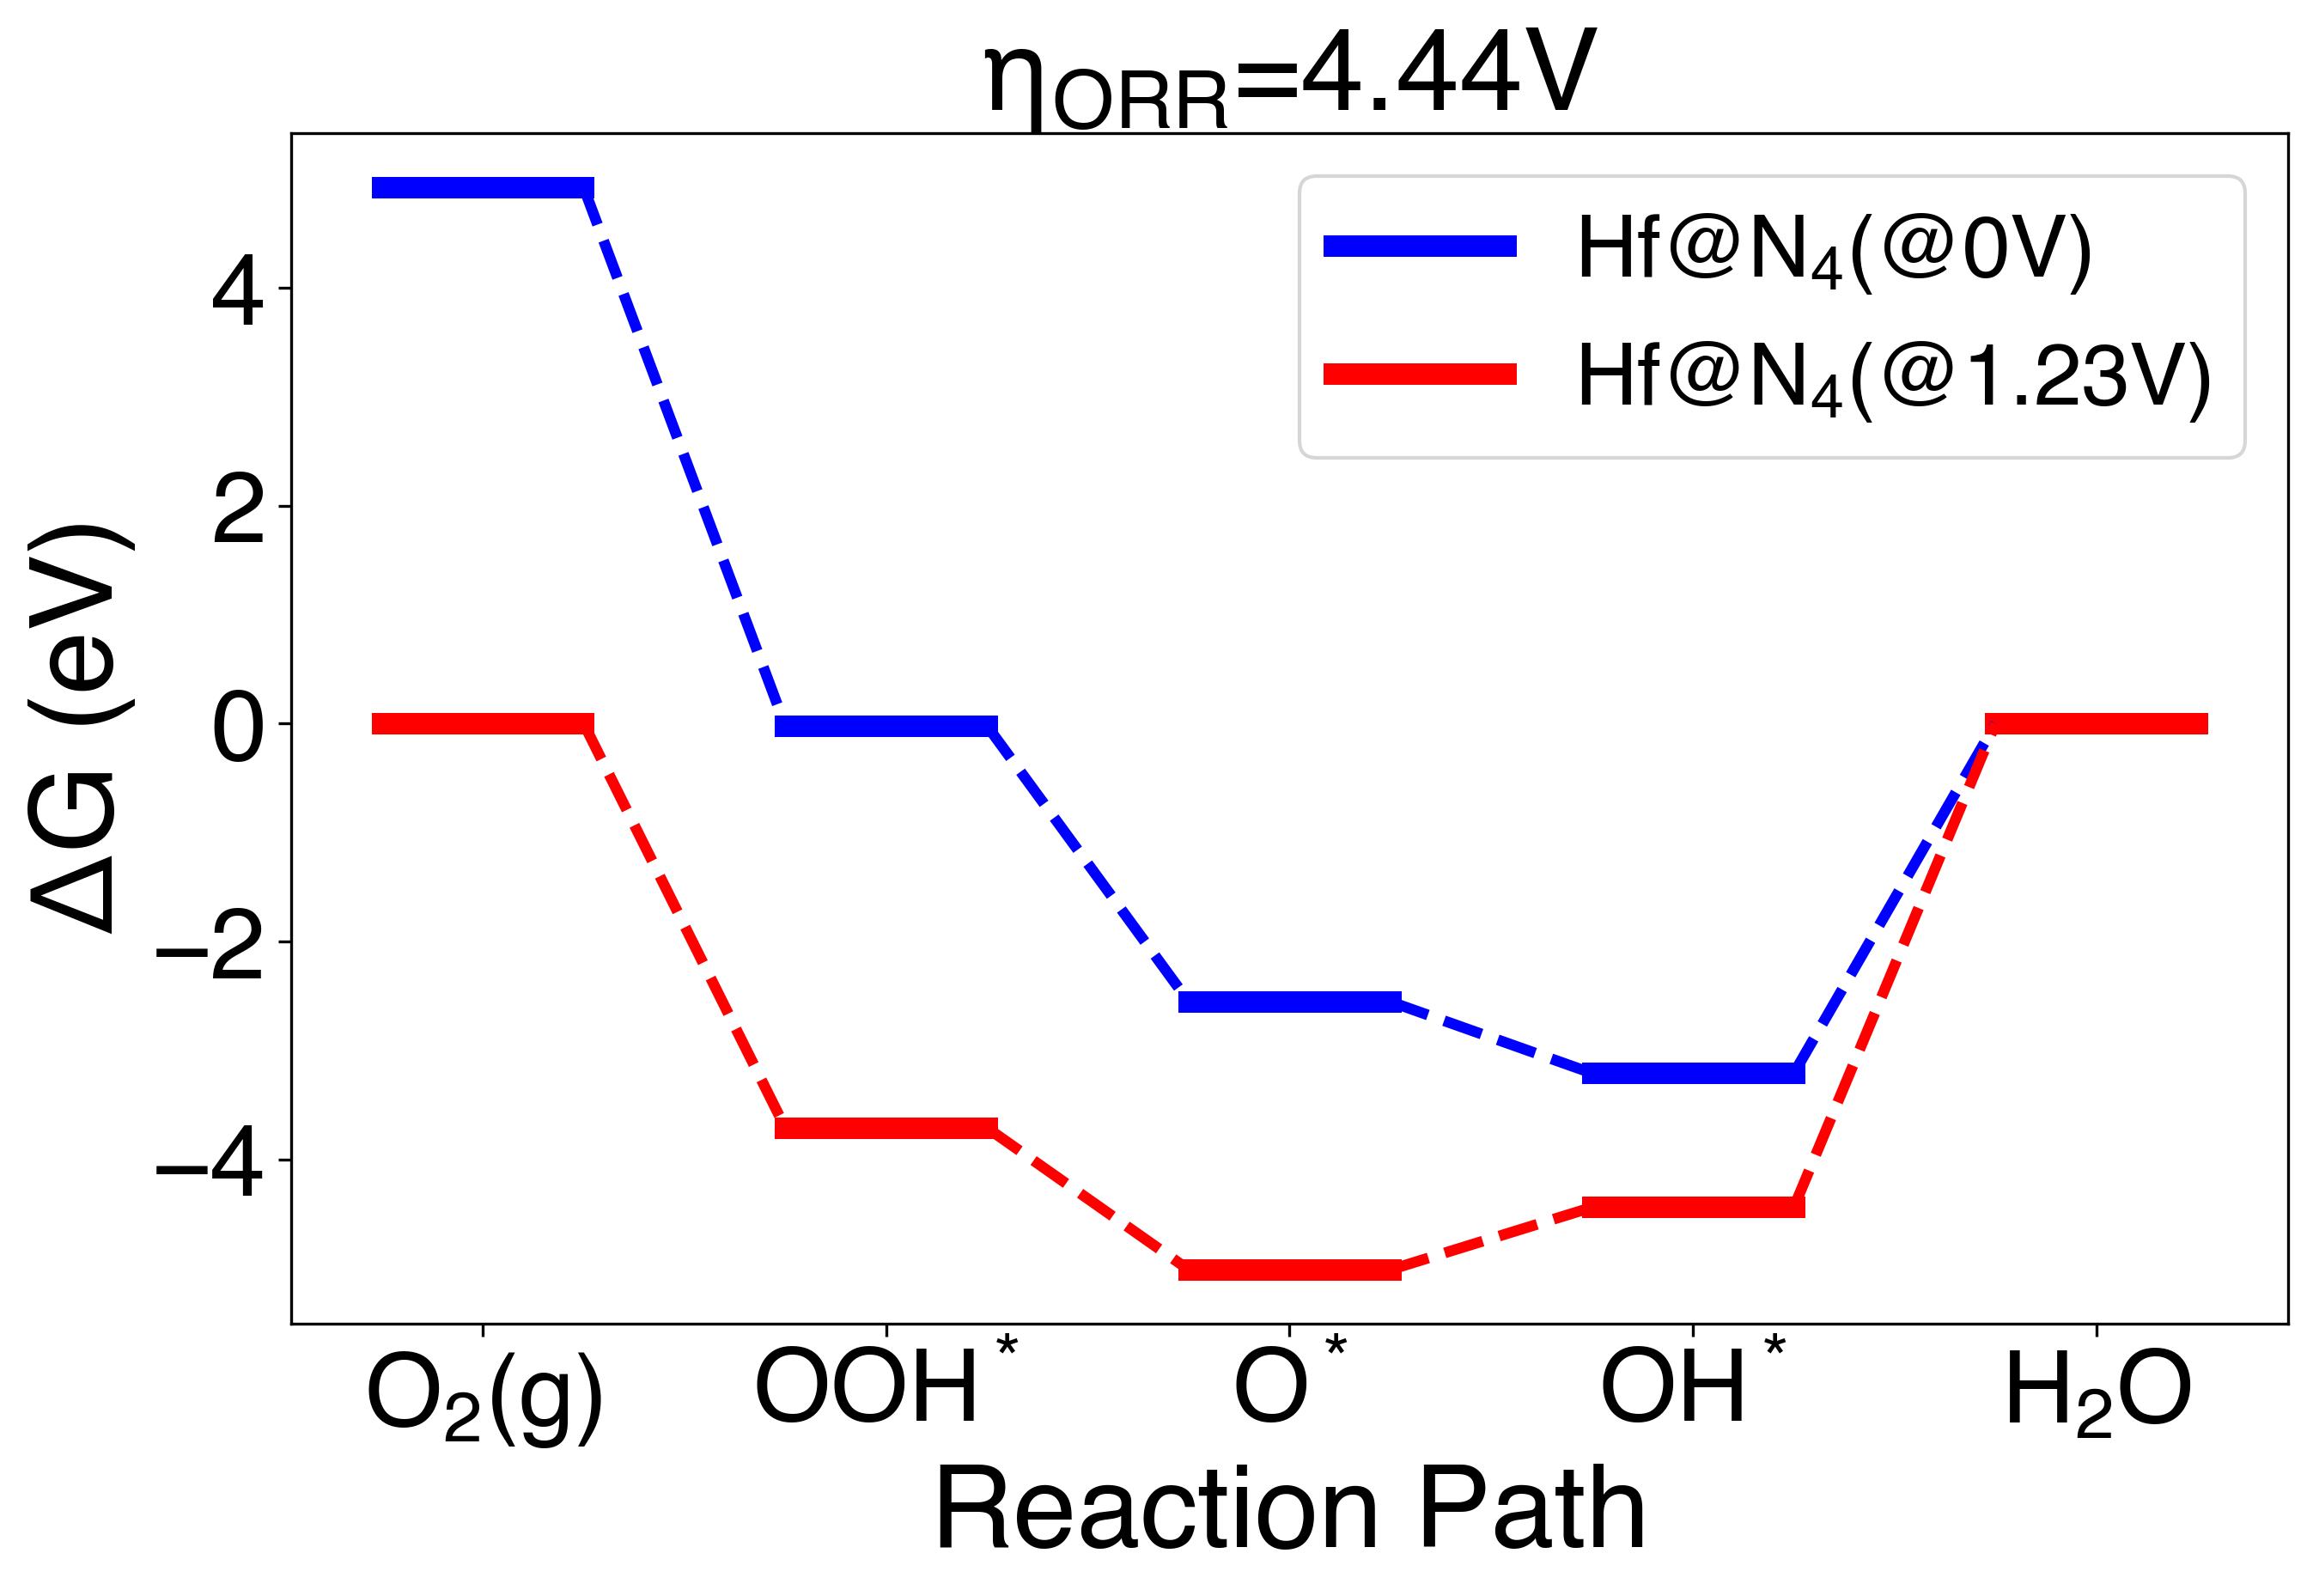 η_ORR=4.44V
Hf@N₄(@0V)
Hf@N₄(@1.23V)
ΔG (eV)
4
2
0
−2
−4
O₂(g) OOH* O* OH* H₂O
Reaction Path